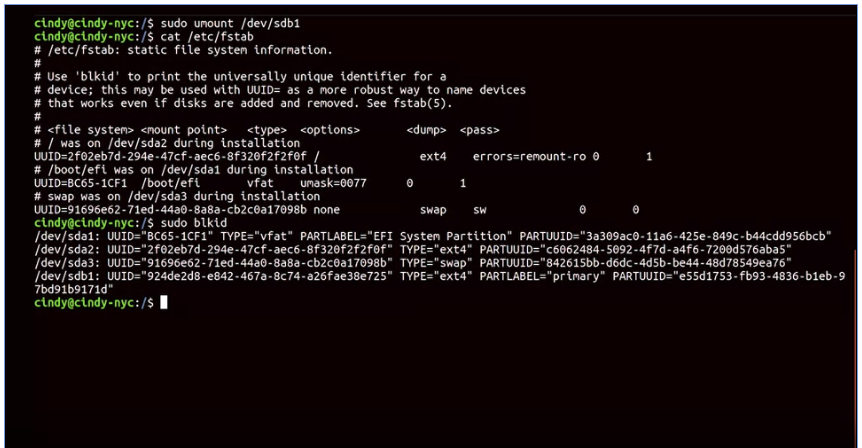 cindy@cindy-nyc:/$ sudo umount /dev/sdb1
cindy@cindy-nyc:/$ cat /etc/fstab
# /etc/fstab: static file system information.
#
# Use 'blkid' to print the universally unique identifier for a
# device; this may be used with UUID= as a more robust way to name devices
# that works even if disks are added and removed. See fstab(5).
#
# <file system> <mount point>   <type>  <options>       <dump>  <pass>
# / was on /dev/sda2 during installation
UUID=2f02eb7d-294e-47cf-aec6-8f320f2f2f0f /               ext4    errors=remount-ro 0       1
# /boot/efi was on /dev/sda1 during installation
UUID=BC65-1CF1  /boot/efi       vfat    umask=0077      0       1
# swap was on /dev/sda3 during installation
UUID=91696e62-71ed-44a0-8a8a-cb2c0a17098b none            swap    sw              0       0
cindy@cindy-nyc:/$ sudo blkid
/dev/sda1: UUID="BC65-1CF1" TYPE="vfat" PARTLABEL="EFI System Partition" PARTUUID="3a309ac0-11a6-425e-849c-b44cdd956bcb"
/dev/sda2: UUID="2f02eb7d-294e-47cf-aec6-8f320f2f2f0f" TYPE="ext4" PARTUUID="c6062484-5092-4f7d-a4f6-7200d576aba5"
/dev/sda3: UUID="91696e62-71ed-44a0-8a8a-cb2c0a17098b" TYPE="swap" PARTUUID="842615bb-d6dc-4d5b-be44-48d78549ea76"
/dev/sdb1: UUID="924de2d8-e842-467a-8c74-a26fae38e725" TYPE="ext4" PARTLABEL="primary" PARTUUID="e55d1753-fb93-4836-b1eb-9
7bd91b9171d"
cindy@cindy-nyc:/$